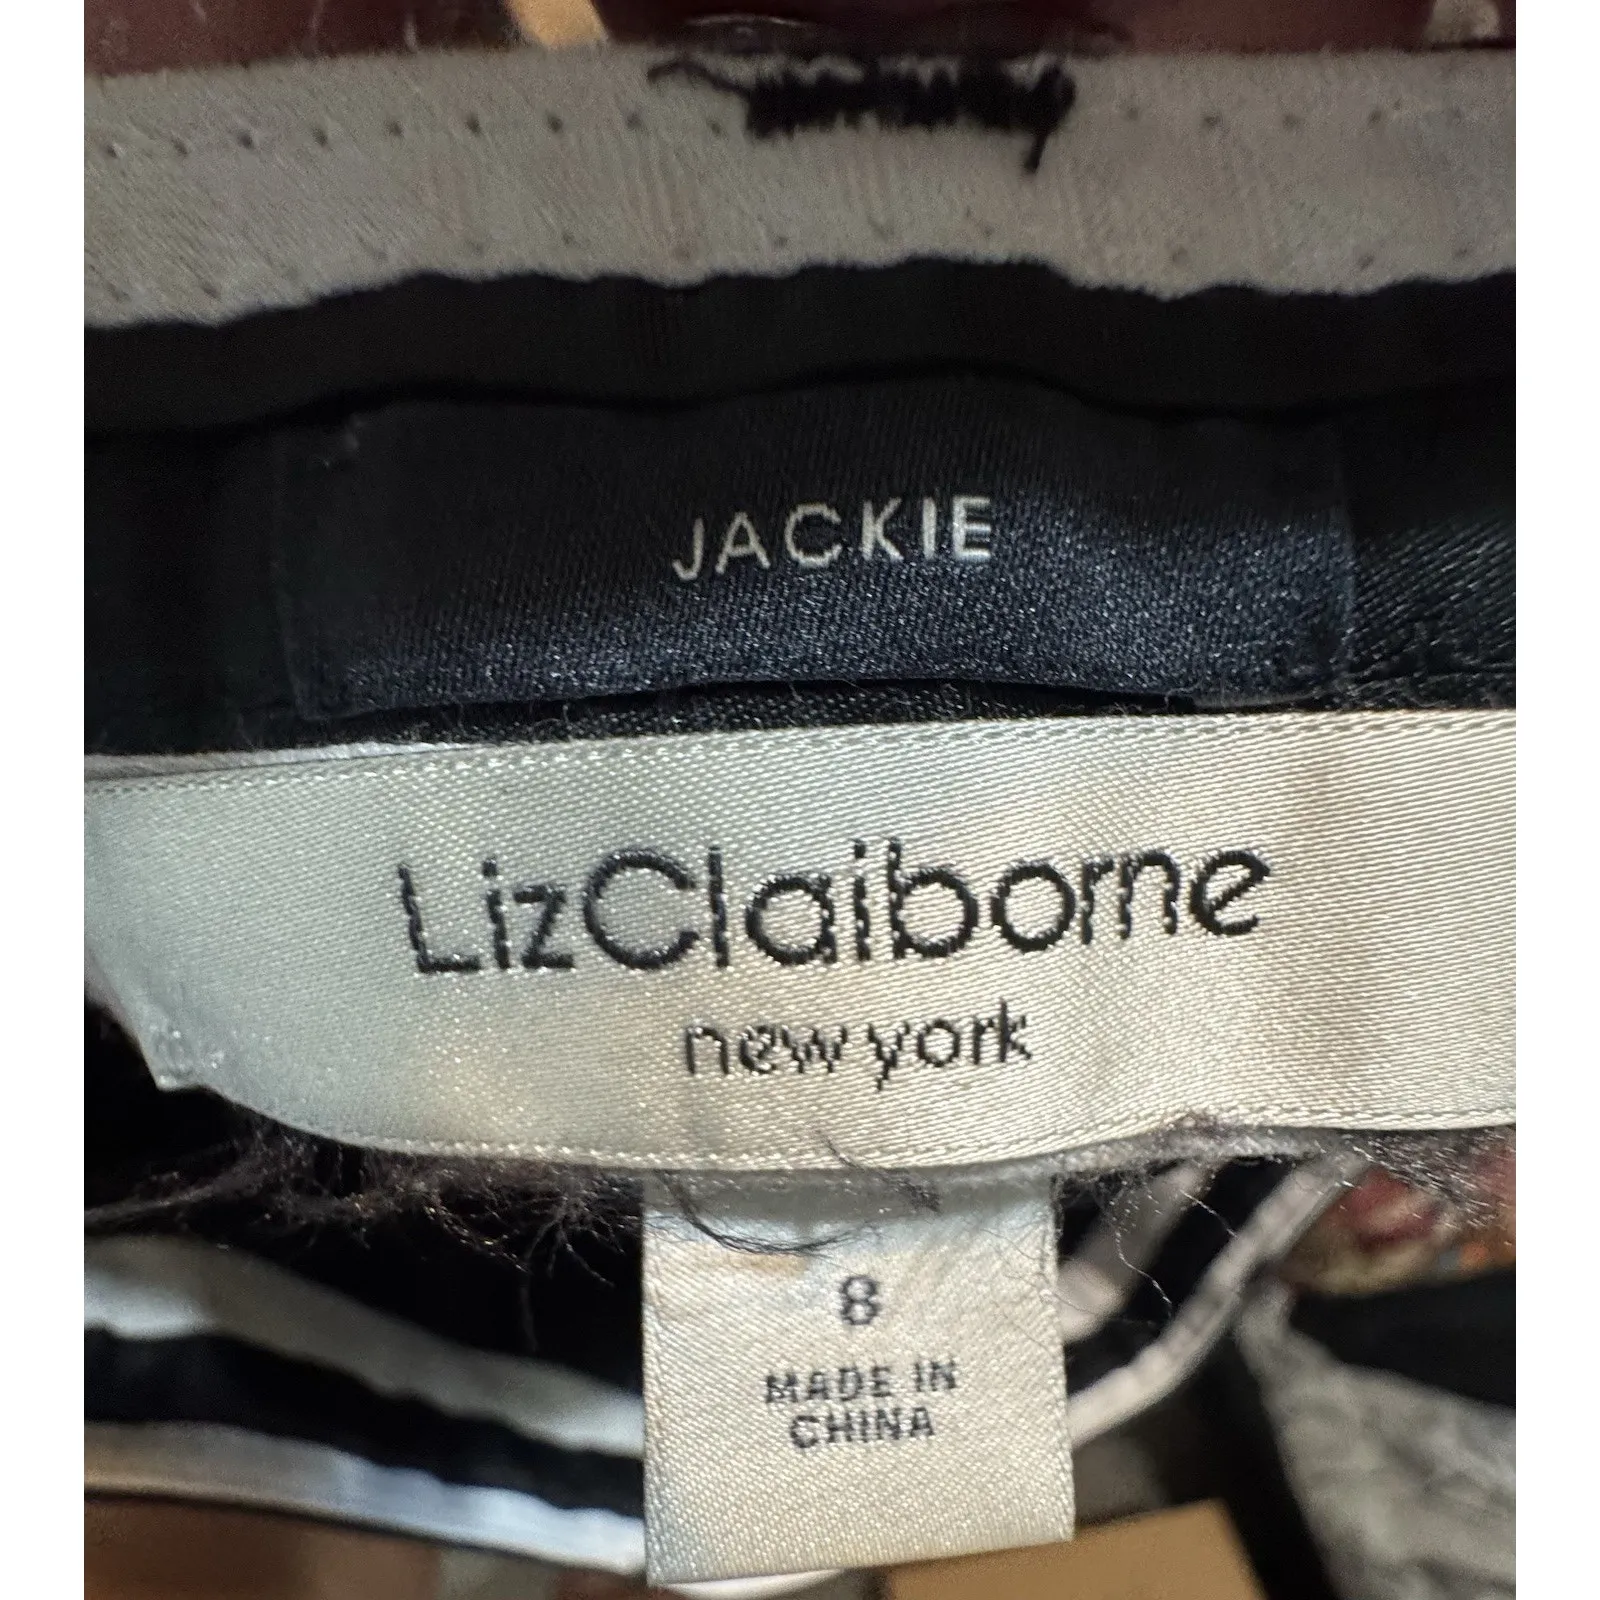 JACKIE
LizClaiborne
new york
8
MADE IN
CHINA